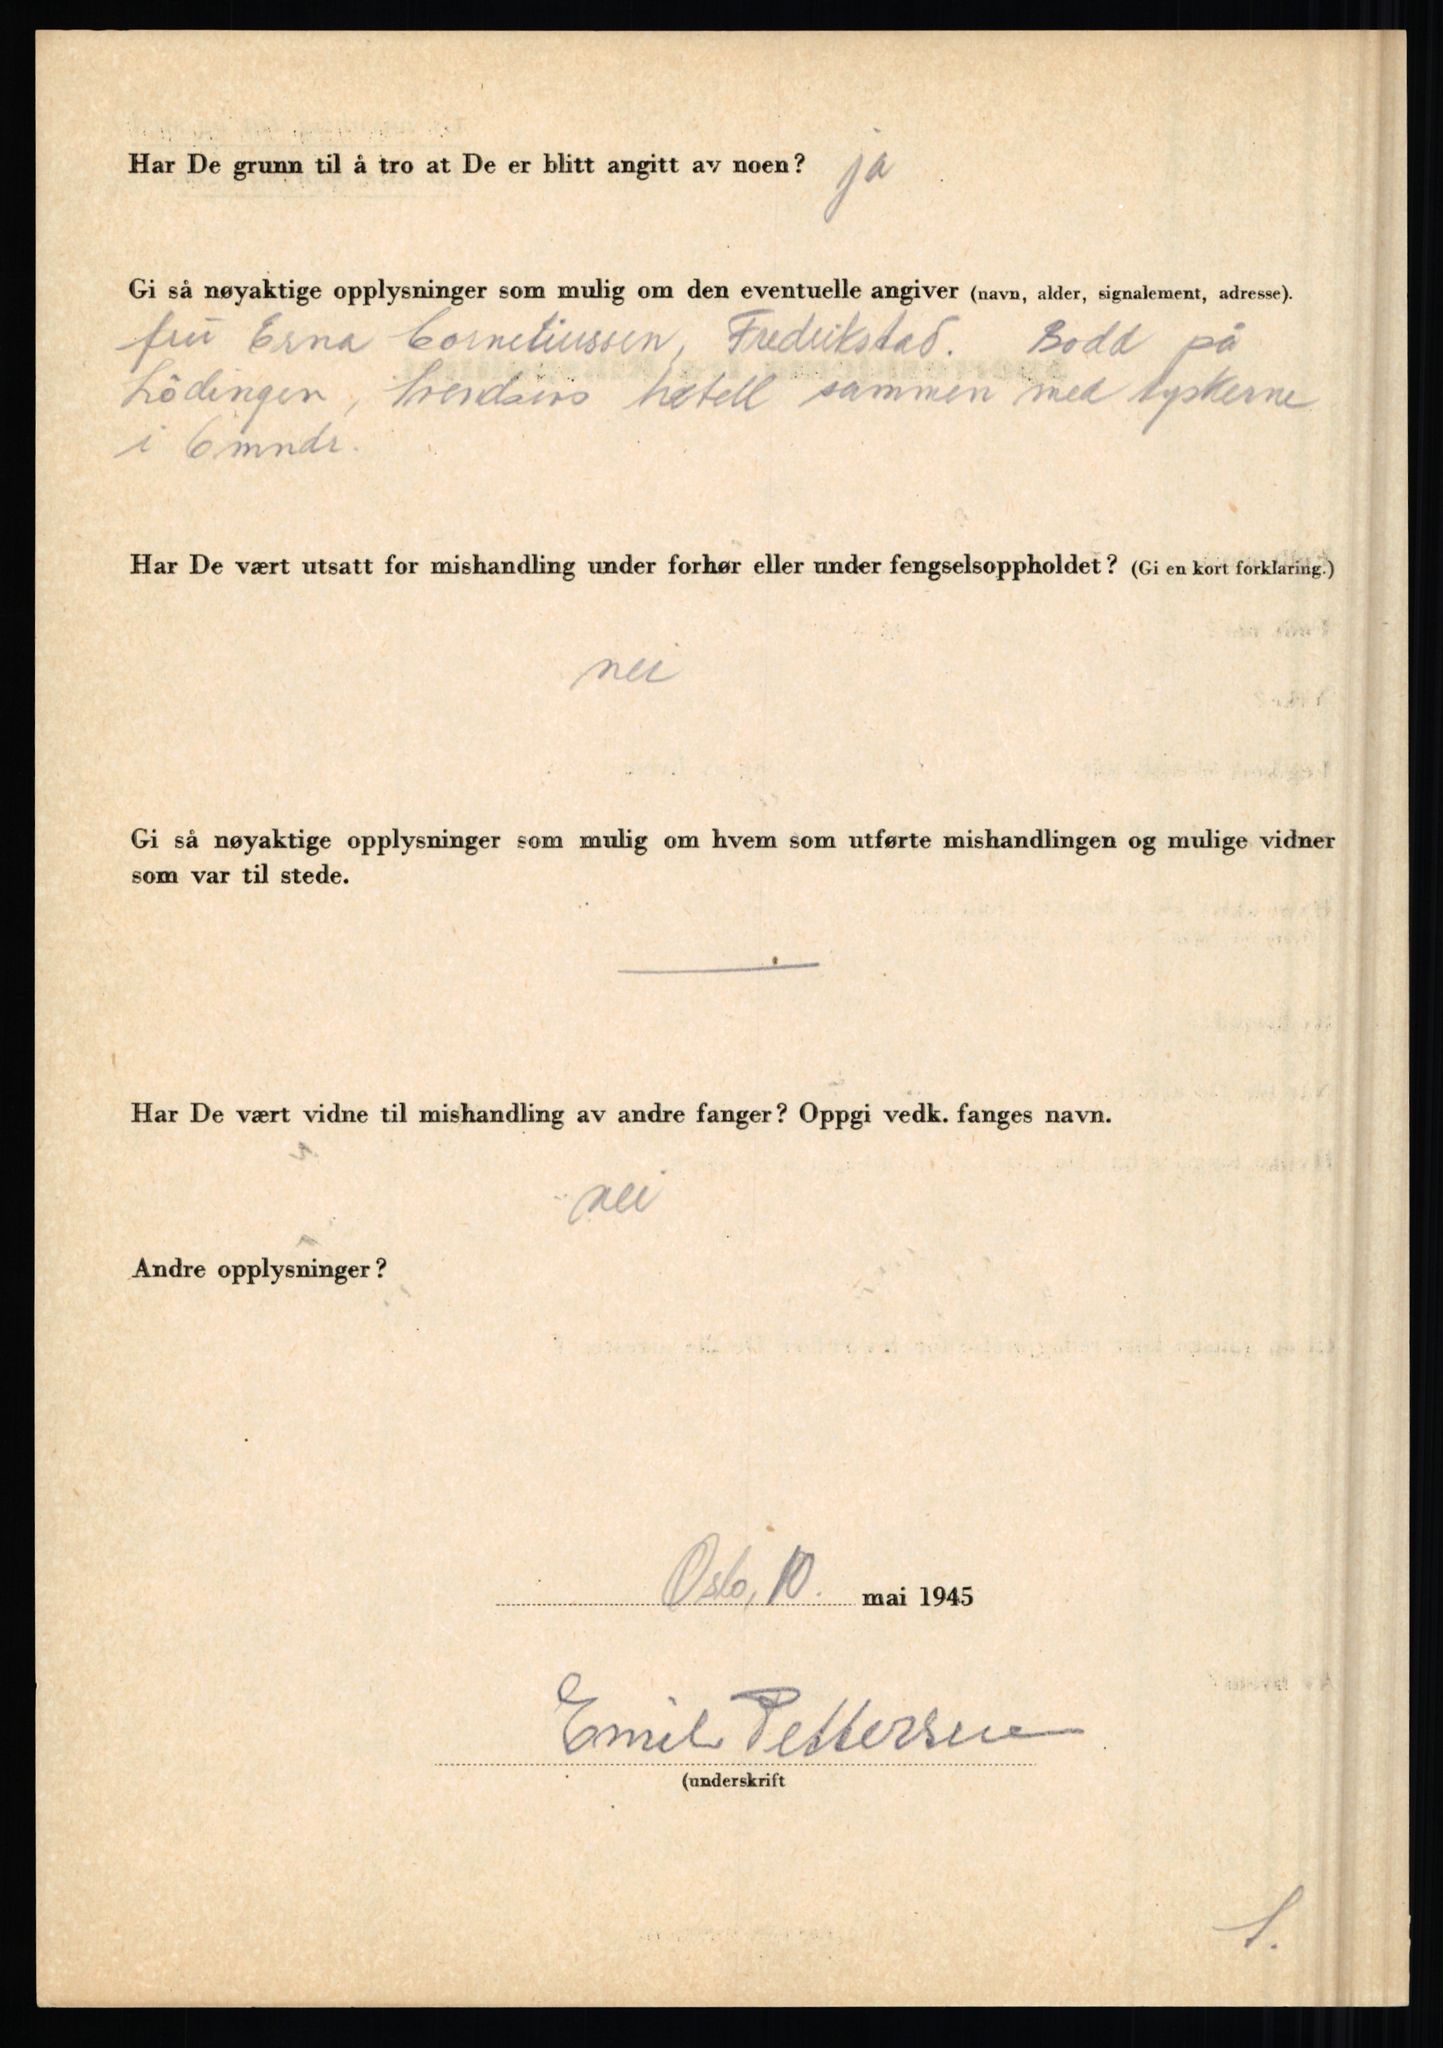 Har De grunn til å tro at De er blitt angitt av noen? ja
Gi så nøyaktige opplysninger som mulig om den eventuelle angiver (navn, alder, signalement, adresse).
fru Erna Corneliussen, Fredrikstad. Bodd på
Lödingen, hotell sammen med tyskerne
i 6 mndr.
Har De vært utsatt for mishandling under forhør eller under fengselsoppholdet? (Gi en kort forklaring.)
nei
Gi så nøyaktige opplysninger som mulig om hvem som utførte mishandlingen og mulige vidner
som var til stede.
Har De vært vidne til mishandling av andre fanger? Oppgi vedk. fanges navn.
nei
Andre opplysninger?
Oslo, 10. mai 1945
Emil Pettersen
(underskrift